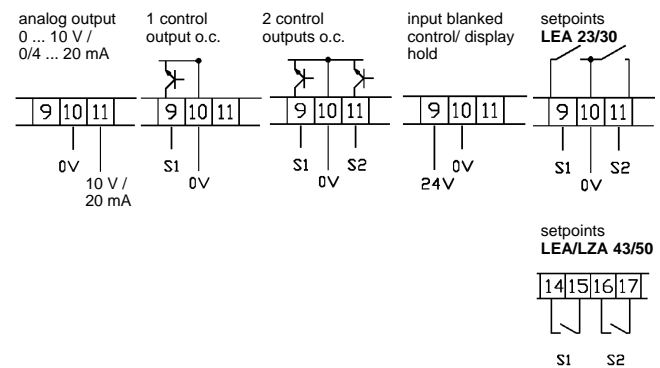 analog output
0 ... 10 V /
0/4 ... 20 mA
9 10 11
0V
10 V /
20 mA
1 control
output o.c.
9 10 11
S1
0V
2 control
outputs o.c.
9 10 11
S1 S2
0V
input blanked
control/ display
hold
9 10 11
0V
24V
setpoints
LEA 23/30
9 10 11
S1 S2
0V
setpoints
LEA/LZA 43/50
14 15 16 17
S1 S2